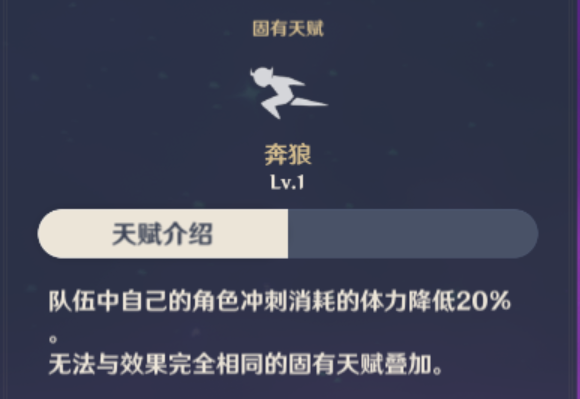 固有天赋
奔狼
Lv.1
天赋介绍
队伍中自己的角色冲刺消耗的体力降低20%
。
无法与效果完全相同的固有天赋叠加。